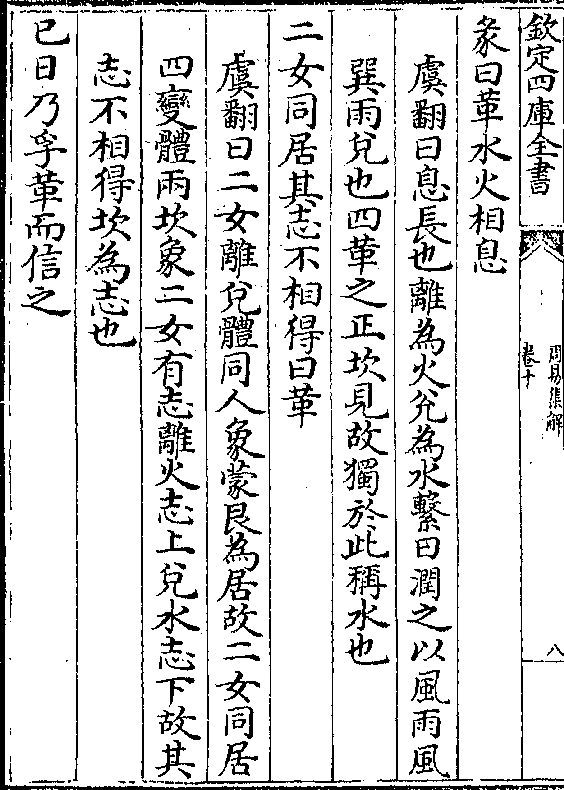 欽定四庫全書
周易集解
卷十
八
彖曰革水火相息
虞翻曰息長也離為火兊為水繫曰潤之以風雨風
巽雨兊也四革之正坎見故獨於此稱水也
二女同居其志不相得曰革
虞翻曰二女離兊體同人象蒙艮為居故二女同居
四變體兩坎象二女有志離火志上兊水志下故其
志不相得坎為志也
已日乃孚革而信之